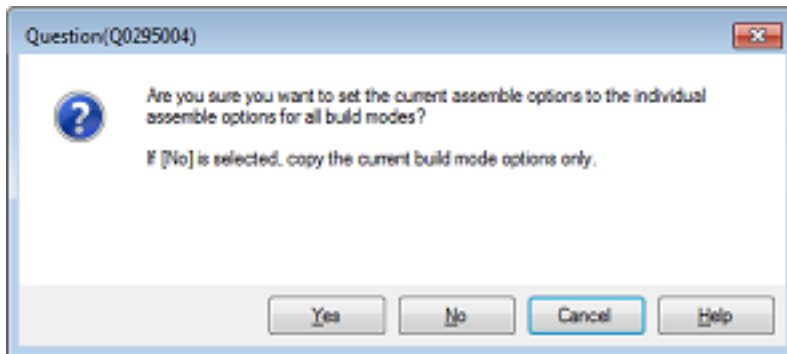 Question(Q0295004)
Are you sure you want to set the current assemble options to the individual
assemble options for all build modes?
If [No] is selected, copy the current build mode options only.
Yes
No
Cancel
Help